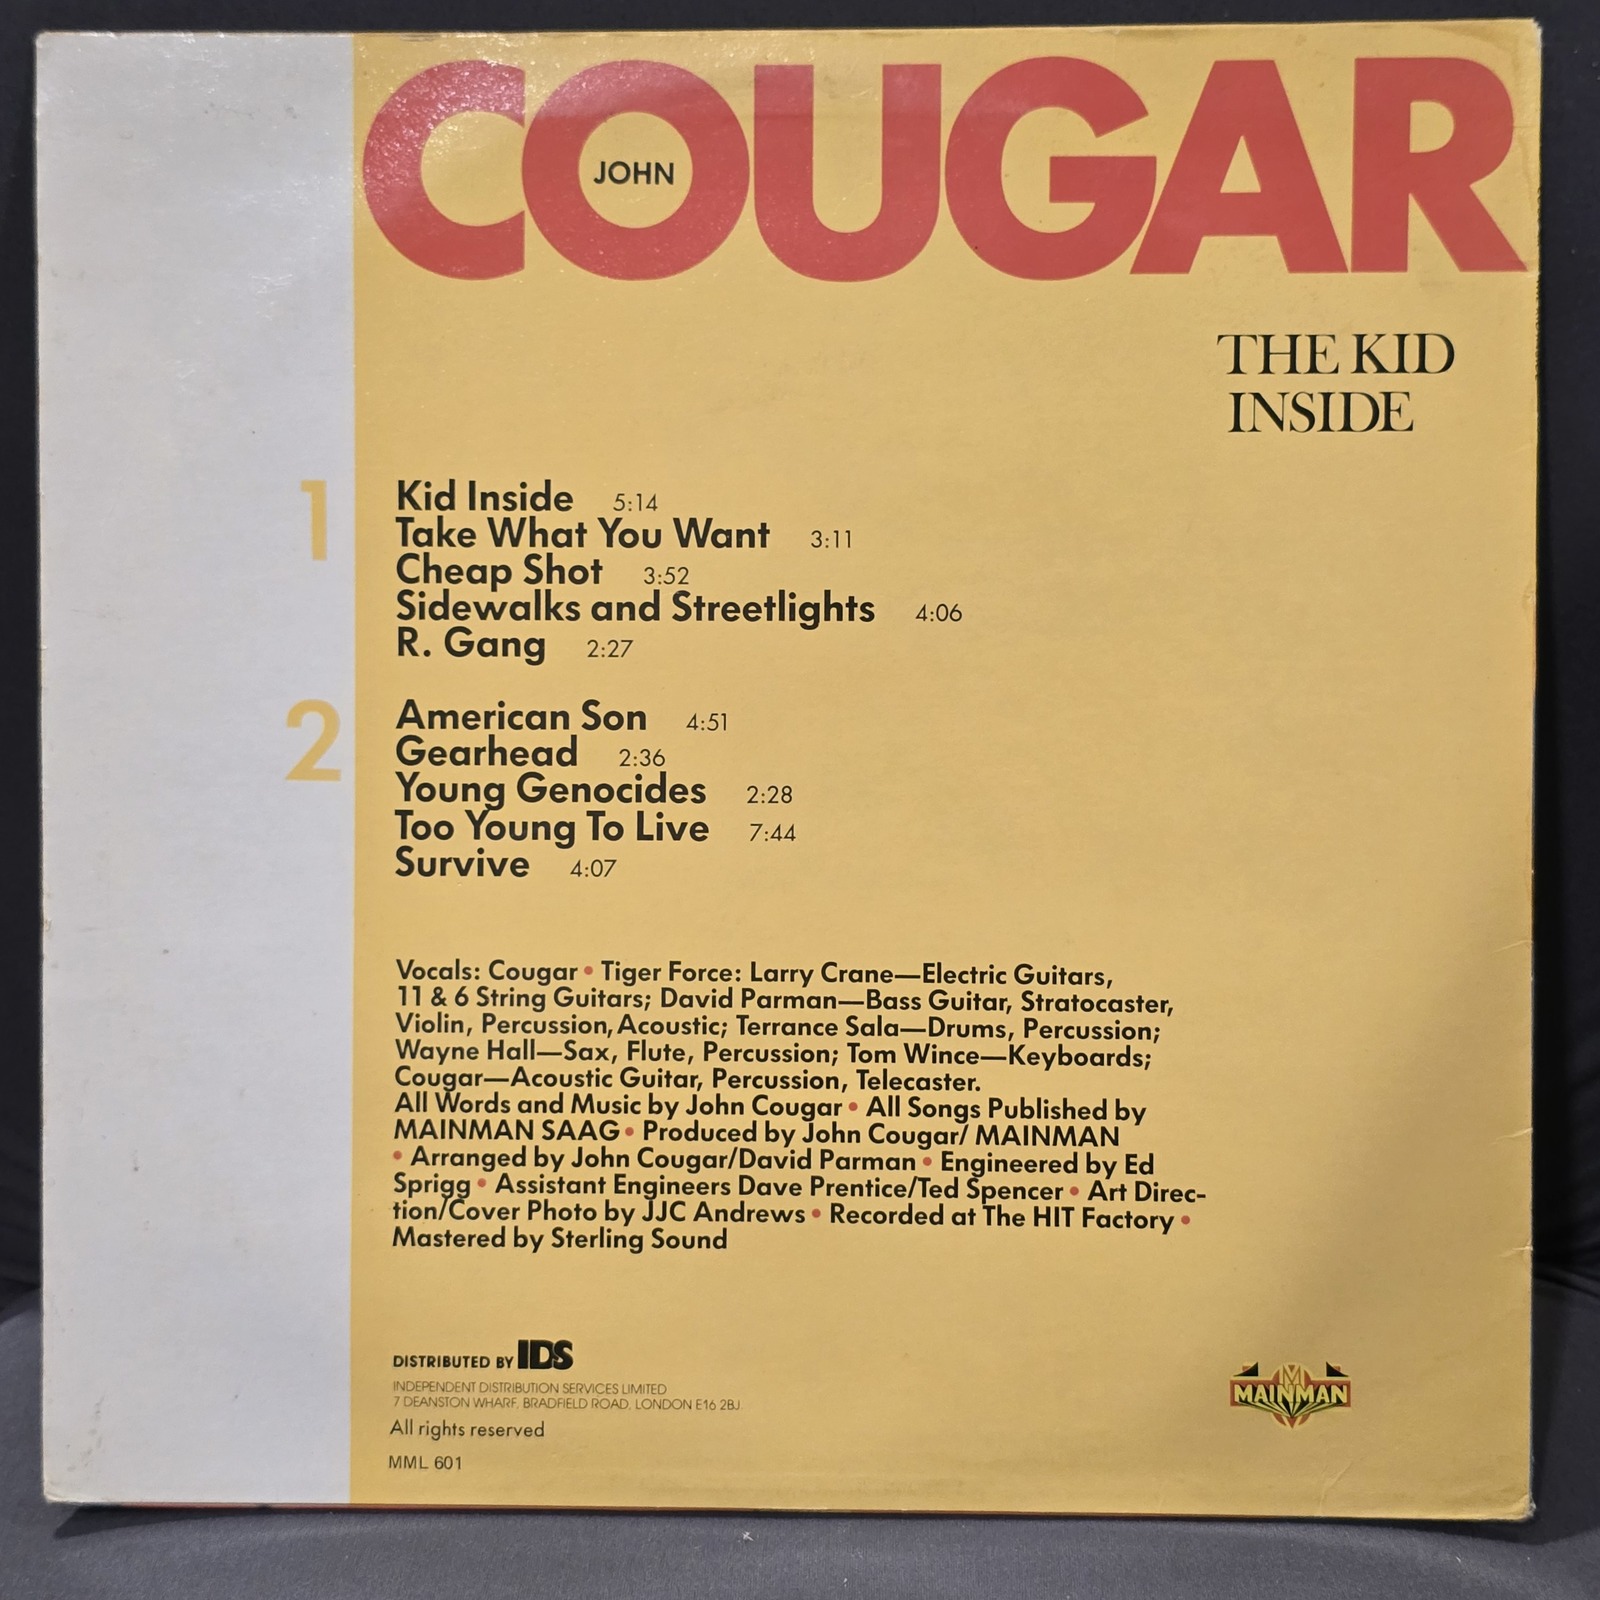 COUGAR
JOHN
THE KID
INSIDE
1
Kid Inside 5:14
Take What You Want 3:11
Cheap Shot 3:52
Sidewalks and Streetlights 4:06
R. Gang 2:27
2
American Son 4:51
Gearhead 2:36
Young Genocides 2:28
Too Young To Live 7:44
Survive 4:07
Vocals: Cougar • Tiger Force: Larry Crane—Electric Guitars,
11 & 6 String Guitars; David Parman—Bass Guitar, Stratocaster,
Violin, Percussion, Acoustic; Terrance Sala—Drums, Percussion;
Wayne Hall—Sax, Flute, Percussion; Tom Wince—Keyboards;
Cougar—Acoustic Guitar, Percussion, Telecaster.
All Words and Music by John Cougar • All Songs Published by
MAINMAN SAAG • Produced by John Cougar/ MAINMAN
• Arranged by John Cougar/David Parman • Engineered by Ed
Sprigg • Assistant Engineers Dave Prentice/Ted Spencer • Art Direc-
tion/Cover Photo by JJC Andrews • Recorded at The HIT Factory •
Mastered by Sterling Sound
DISTRIBUTED BY IDS
INDEPENDENT DISTRIBUTION SERVICES LIMITED
7 DEANSTON WHARF, BRADFIELD ROAD, LONDON E16 2BJ.
All rights reserved
MML 601
M
MAINMAN